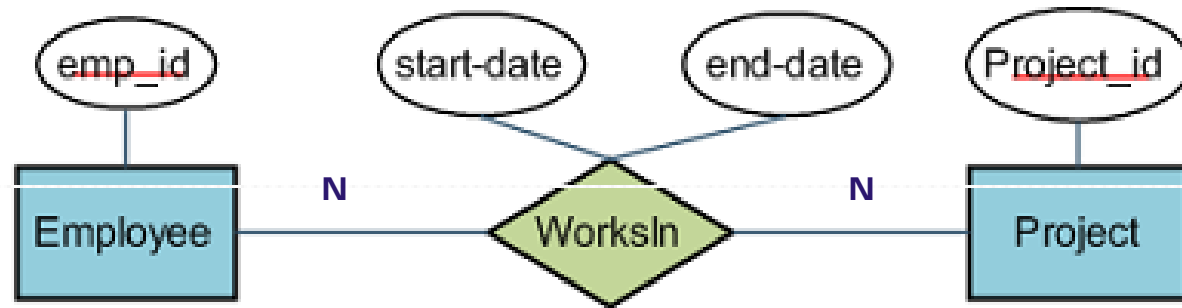 emp_id start-date end-date Project_id
N N
Employee WorksIn Project